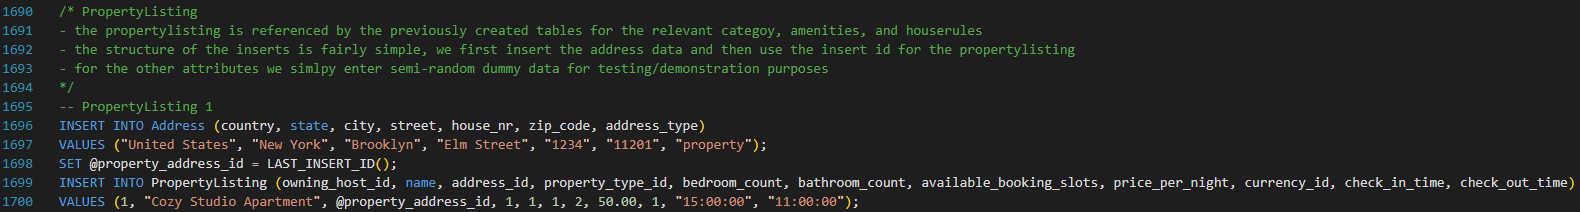 1690 /* PropertyListing
1691 - the propertylisting is referenced by the previously created tables for the relevant categoy, amenities, and houserules
1692 - the structure of the inserts is fairly simple, we first insert the address data and then use the insert id for the propertylisting
1693 - for the other attributes we simlpy enter semi-random dummy data for testing/demonstration purposes
1694 */
1695 -- PropertyListing 1
1696 INSERT INTO Address (country, state, city, street, house_nr, zip_code, address_type)
1697 VALUES ("United States", "New York", "Brooklyn", "Elm Street", "1234", "11201", "property");
1698 SET @property_address_id = LAST_INSERT_ID();
1699 INSERT INTO PropertyListing (owning_host_id, name, address_id, property_type_id, bedroom_count, bathroom_count, available_booking_slots, price_per_night, currency_id, check_in_time, check_out_time)
1700 VALUES (1, "Cozy Studio Apartment", @property_address_id, 1, 1, 1, 2, 50.00, 1, "15:00:00", "11:00:00");